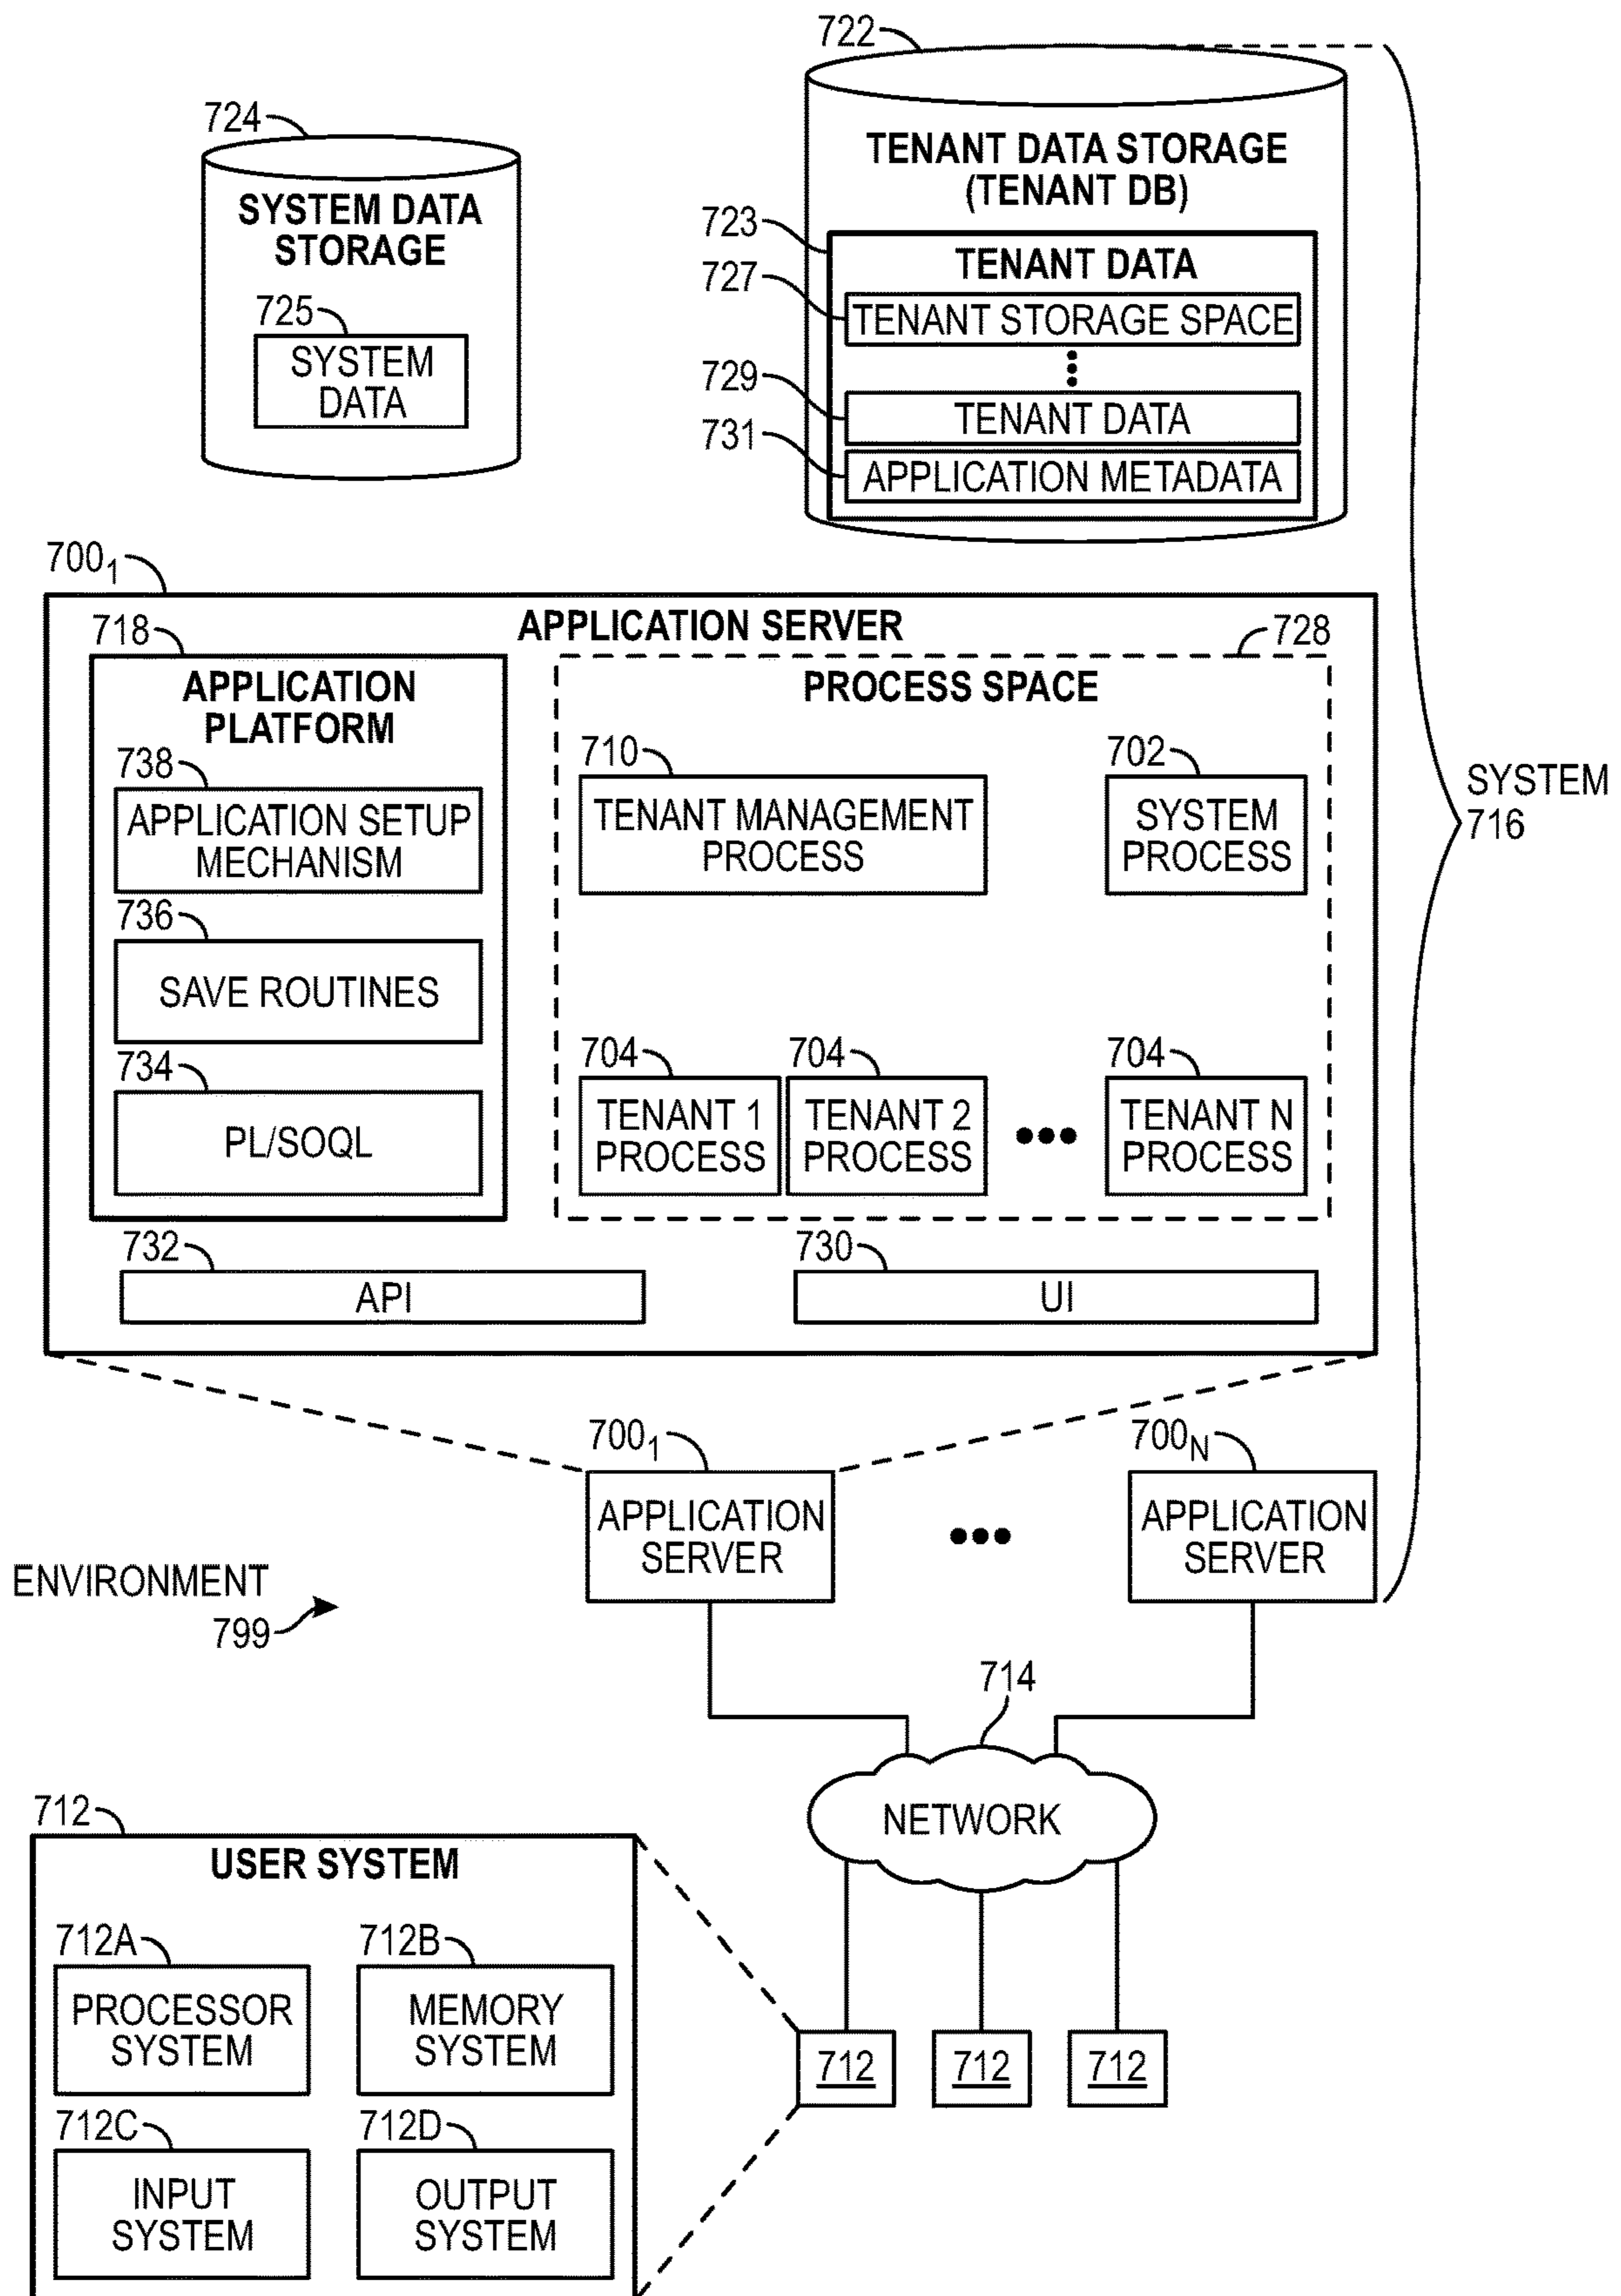 722
724
TENANT DATA STORAGE
(TENANT DB)
SYSTEM DATA
STORAGE
723
TENANT DATA
727
TENANT STORAGE SPACE
725
SYSTEM
DATA
729
TENANT DATA
731
APPLICATION METADATA
700₁
APPLICATION SERVER
718
728
APPLICATION
PLATFORM
PROCESS SPACE
738
APPLICATION SETUP
MECHANISM
710
TENANT MANAGEMENT
PROCESS
702
SYSTEM
PROCESS
SYSTEM
716
736
SAVE ROUTINES
734
PL/SOQL
704
TENANT 1
PROCESS
704
TENANT 2
PROCESS
704
TENANT N
PROCESS
732
API
730
UI
700₁
APPLICATION
SERVER
700N
APPLICATION
SERVER
ENVIRONMENT
799
714
NETWORK
712
USER SYSTEM
712A
PROCESSOR
SYSTEM
712B
MEMORY
SYSTEM
712C
INPUT
SYSTEM
712D
OUTPUT
SYSTEM
712
712
712